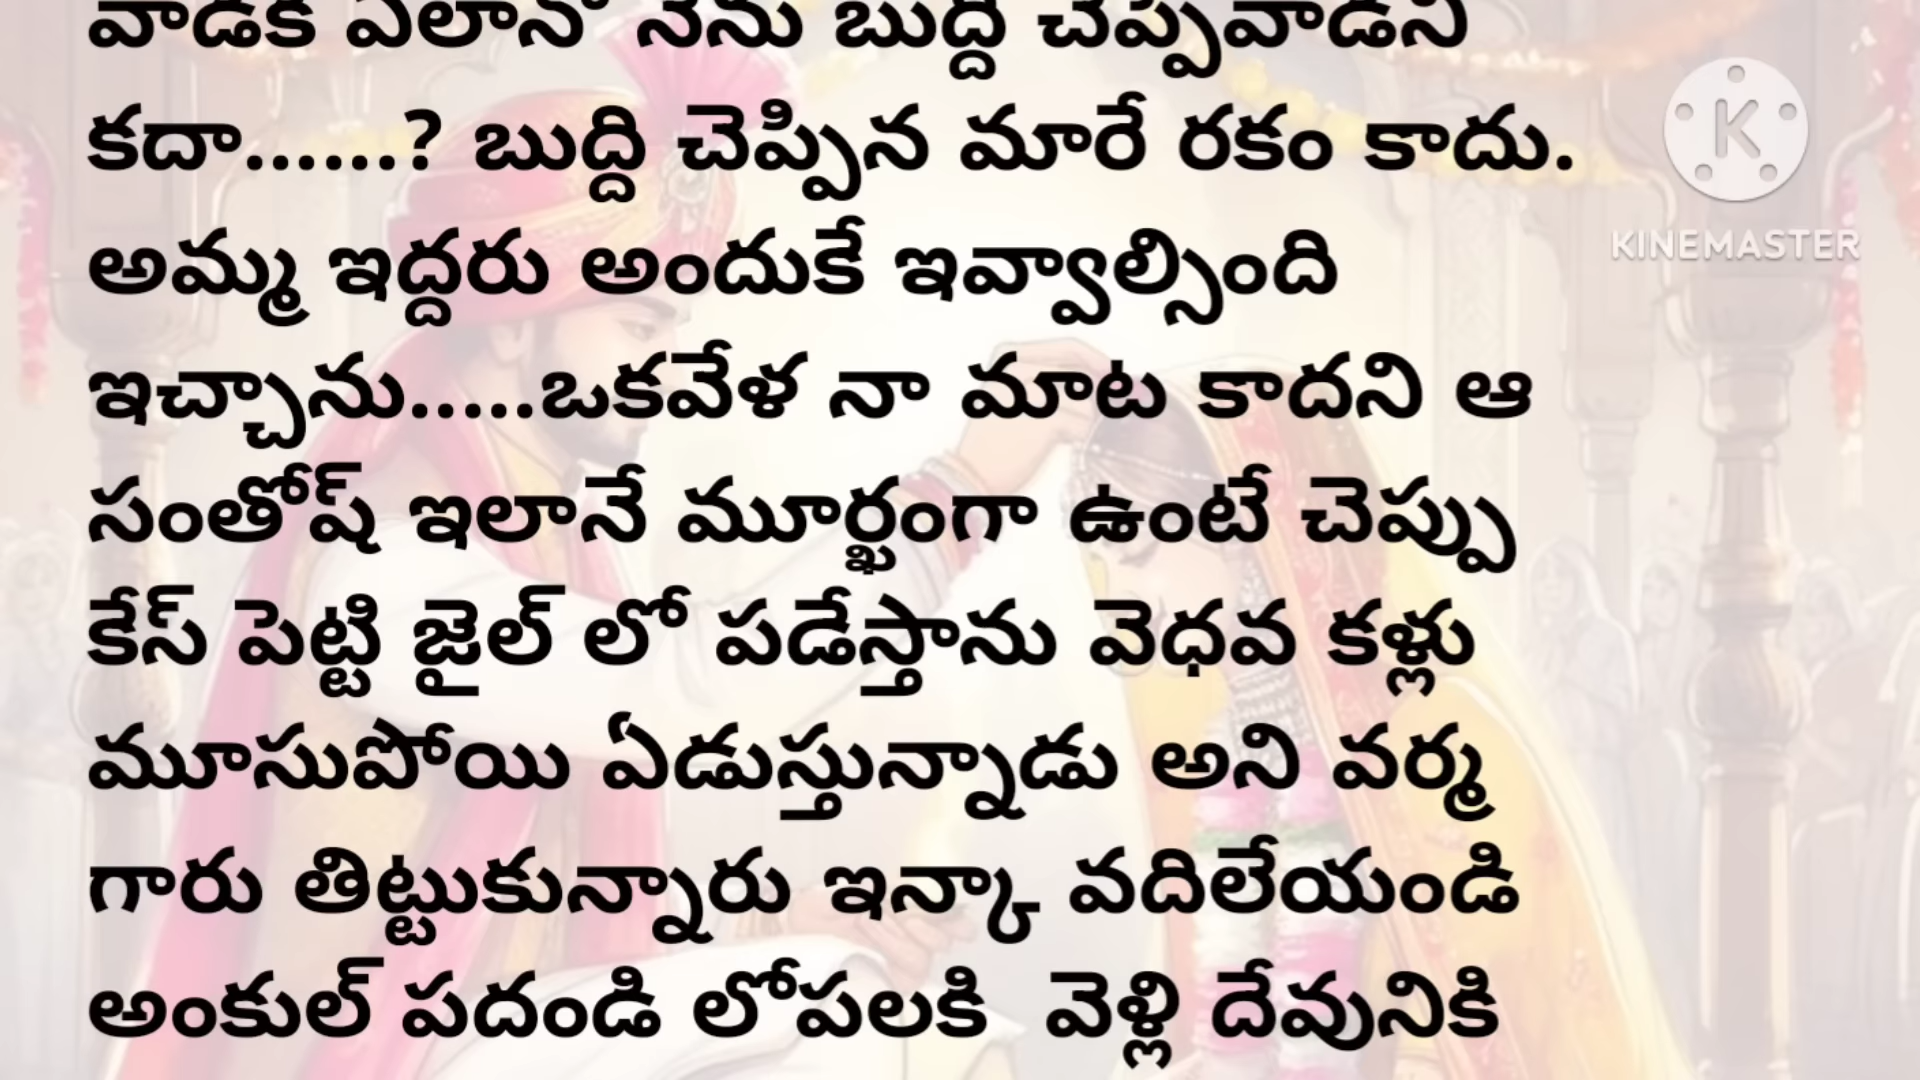 వాడికి ఏలానో నేను బుద్ది చెప్పేవాడిని
కదా......? బుద్ది చెప్పిన మారే రకం కాదు.
అమ్మ ఇద్దరు అందుకే ఇవ్వాల్సింది
ఇచ్చాను.....ఒకవేళ నా మాట కాదని ఆ
సంతోష్ ఇలానే మూర్ఖంగా ఉంటే చెప్పు
కేస్ పెట్టి జైల్ లో పడేస్తాను వెధవ కళ్లు
మూసుపోయి ఏడుస్తున్నాడు అని వర్మ
గారు తిట్టుకున్నారు ఇన్కా వదిలేయండి
అంకుల్ పదండి లోపలకి వెళ్లి దేవునికి
KINEMASTER